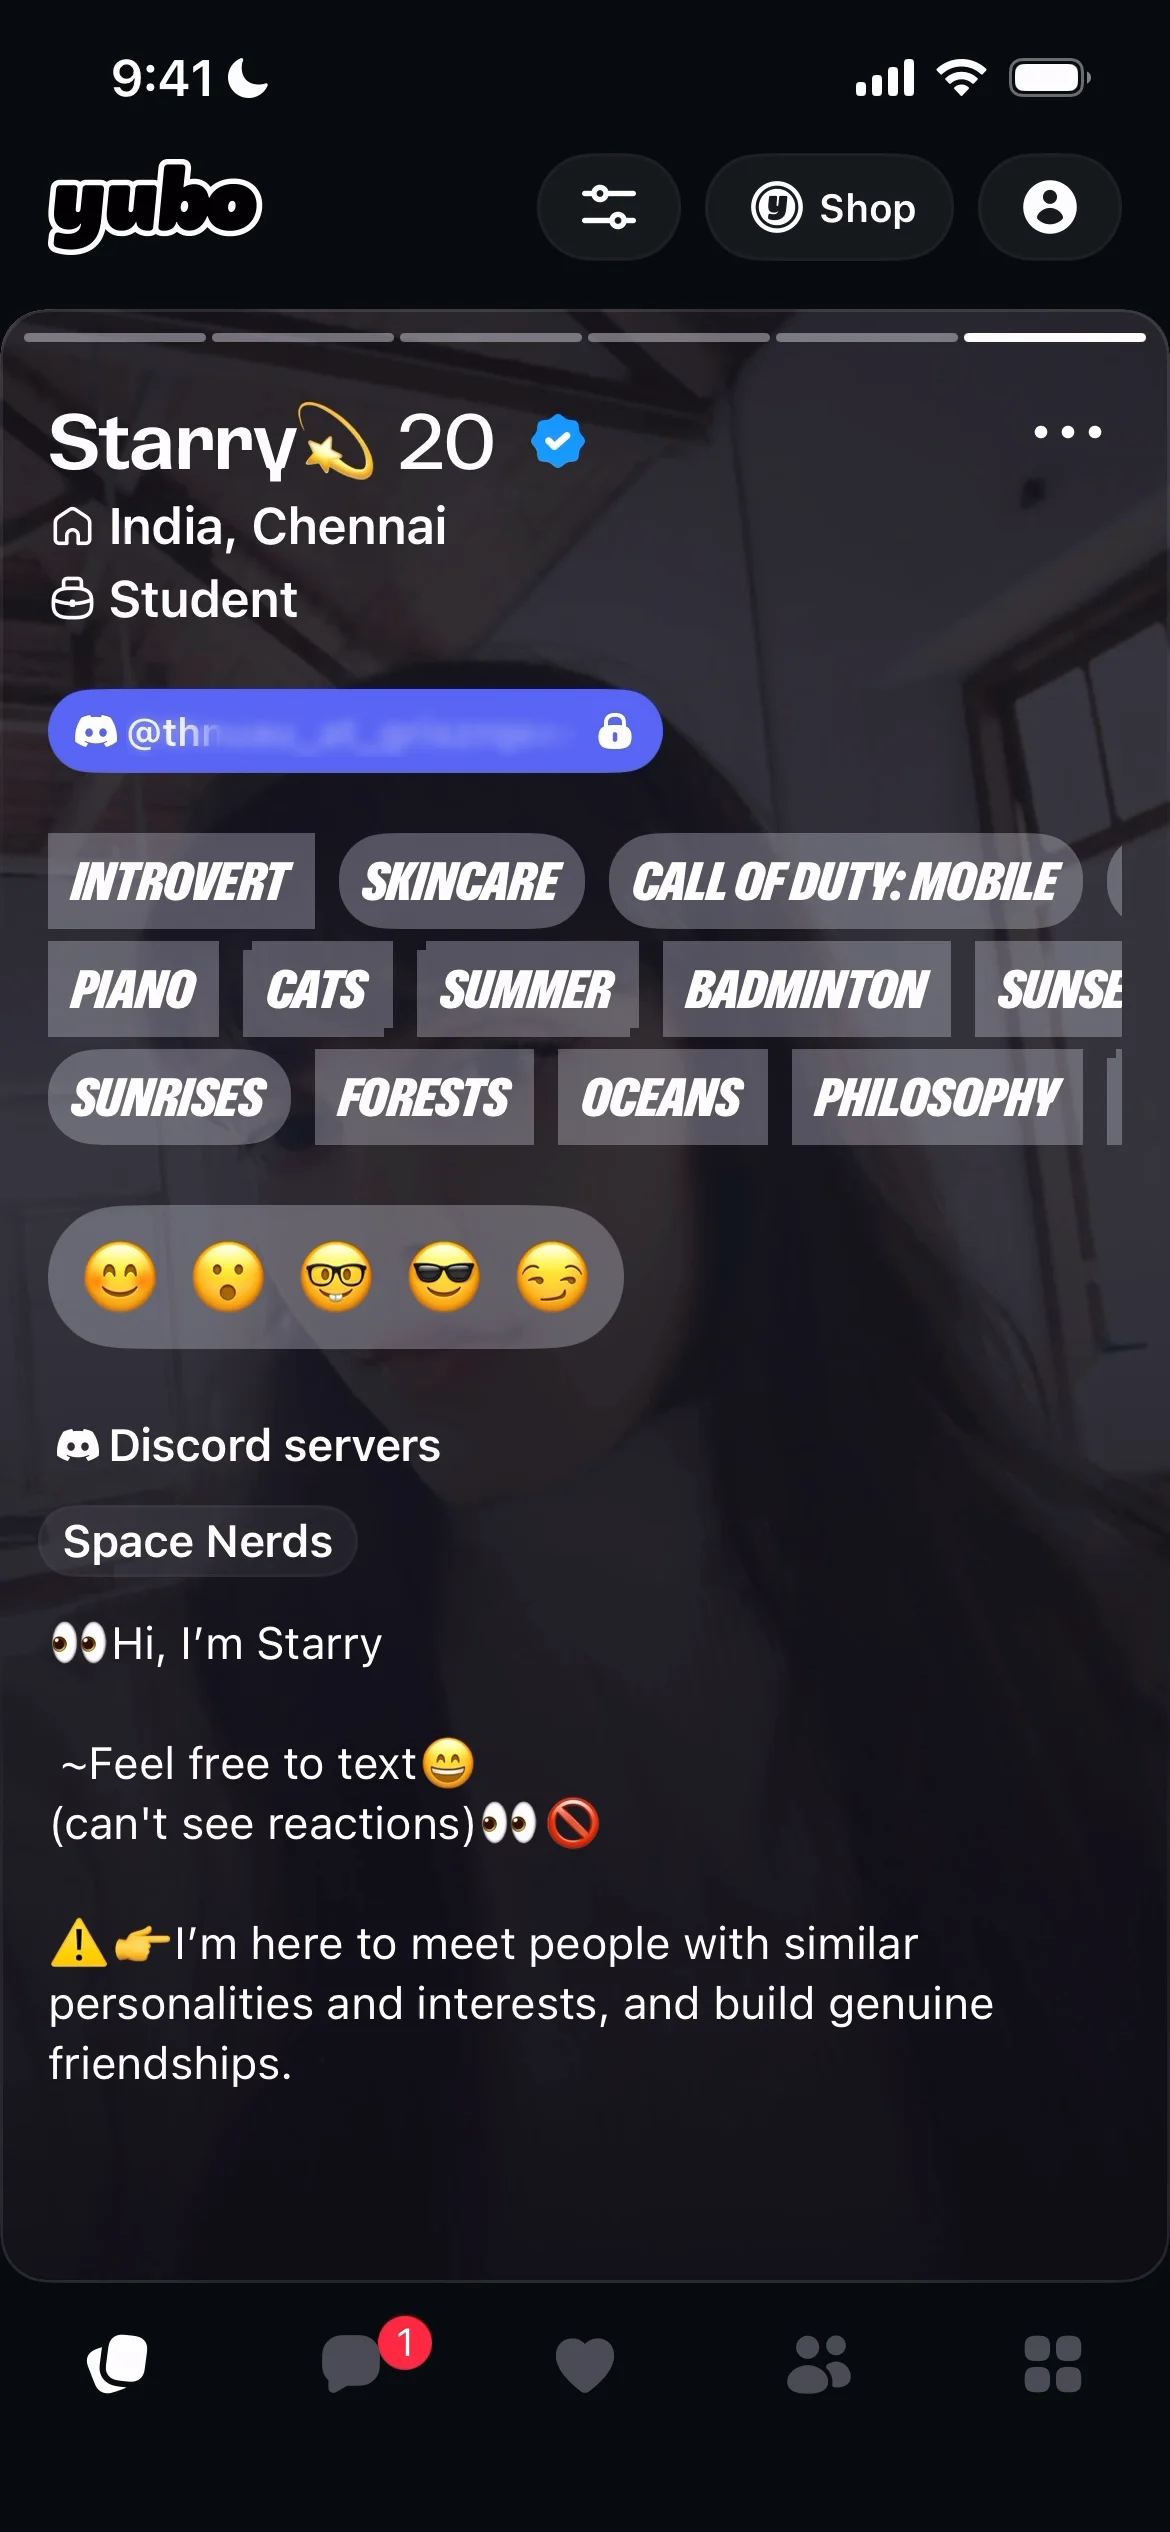 9:41
yubo
y Shop
Starry💫 20
India, Chennai
Student
@th
INTROVERT SKINCARE CALL OF DUTY: MOBILE
PIANO CATS SUMMER BADMINTON SUNSE
SUNRISES FORESTS OCEANS PHILOSOPHY
😊 😮 🤓 😎 😏
Discord servers
Space Nerds
👀Hi, I’m Starry
~Feel free to text😄
(can't see reactions)👀🚫
⚠️👉I’m here to meet people with similar
personalities and interests, and build genuine
friendships.
1